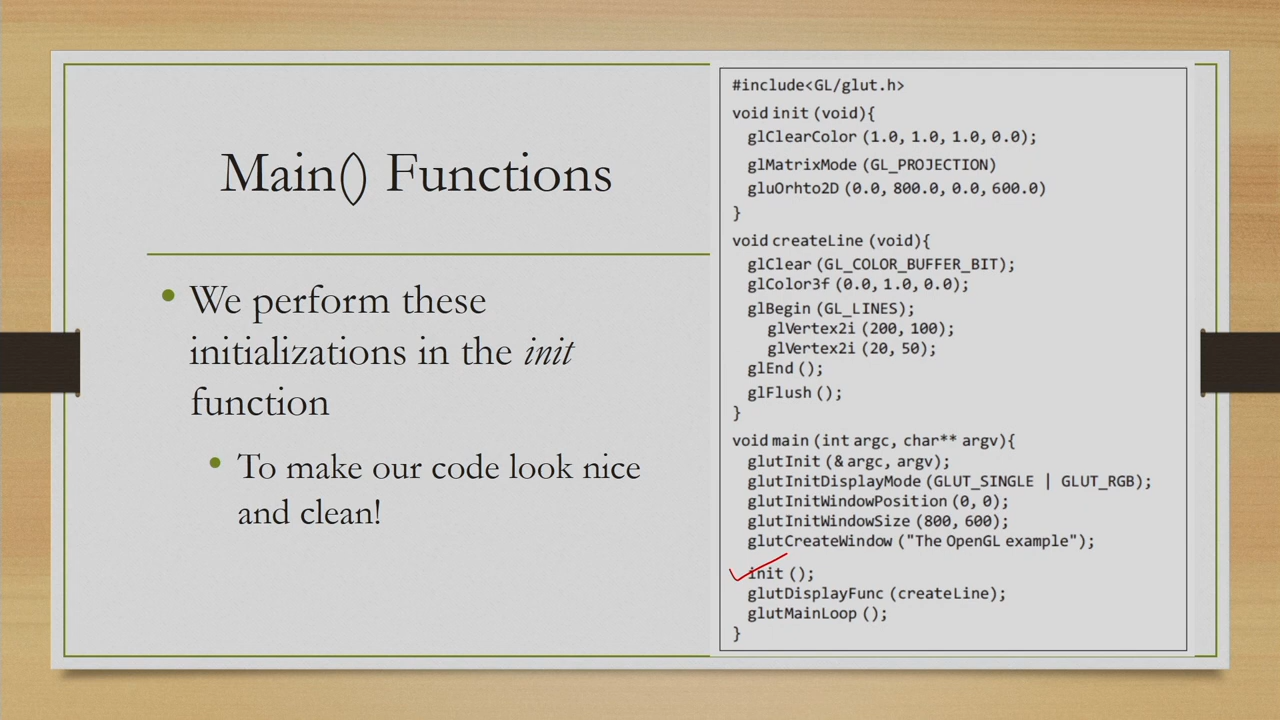 Main() Functions
• We perform these
initializations in the init
function
• To make our code look nice
and clean!
#include<GL/glut.h>
void init (void){
glClearColor (1.0, 1.0, 1.0, 0.0);
glMatrixMode (GL_PROJECTION)
gluOrhto2D (0.0, 800.0, 0.0, 600.0)
}
void createLine (void){
glClear (GL_COLOR_BUFFER_BIT);
glColor3f (0.0, 1.0, 0.0);
glBegin (GL_LINES);
glVertex2i (200, 100);
glVertex2i (20, 50);
glEnd ();
glFlush ();
}
void main (int argc, char** argv){
glutInit (& argc, argv);
glutInitDisplayMode (GLUT_SINGLE | GLUT_RGB);
glutInitWindowPosition (0, 0);
glutInitWindowSize (800, 600);
glutCreateWindow ("The OpenGL example");
init ();
glutDisplayFunc (createLine);
glutMainLoop ();
}